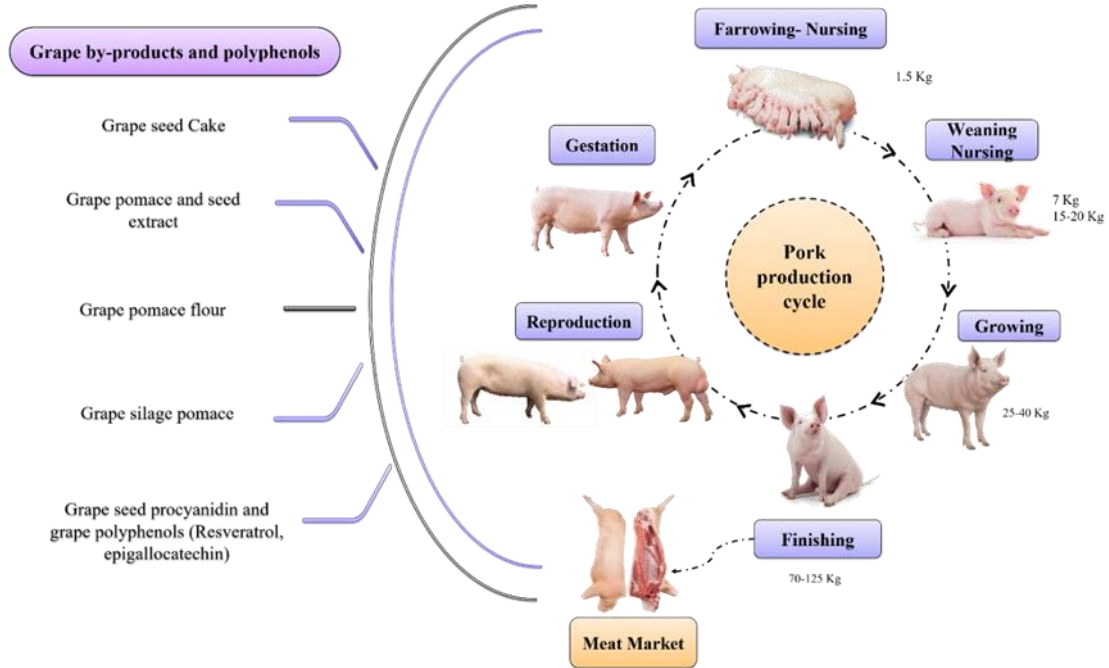 Grape by-products and polyphenols
Grape seed Cake
Grape pomace and seed
extract
Grape pomace flour
Grape silage pomace
Grape seed procyanidin and
grape polyphenols (Resveratrol,
epigallocatechin)
Farrowing- Nursing
1.5 Kg
Weaning
Nursing
7 Kg
15-20 Kg
Gestation
Pork
production
cycle
Reproduction
Growing
25-40 Kg
Finishing
70-125 Kg
Meat Market